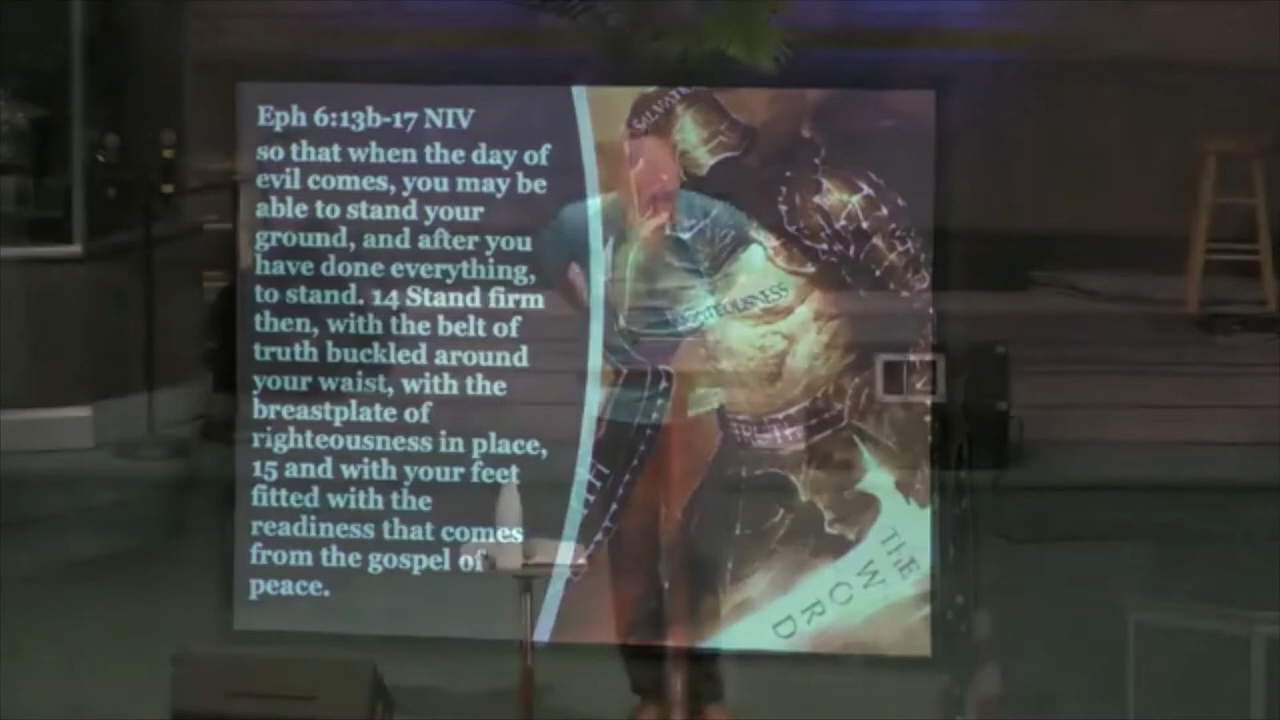 Eph 6:13b-17 NIV
so that when the day of
evil comes, you may be
able to stand your
ground, and after you
have done everything,
to stand. 14 Stand firm
then, with the belt of
truth buckled around
your waist, with the
breastplate of
righteousness in place,
15 and with your feet
fitted with the
readiness that comes
from the gospel of
peace.
RIGHTEOUSNESS
TRUTH
THE
WORD